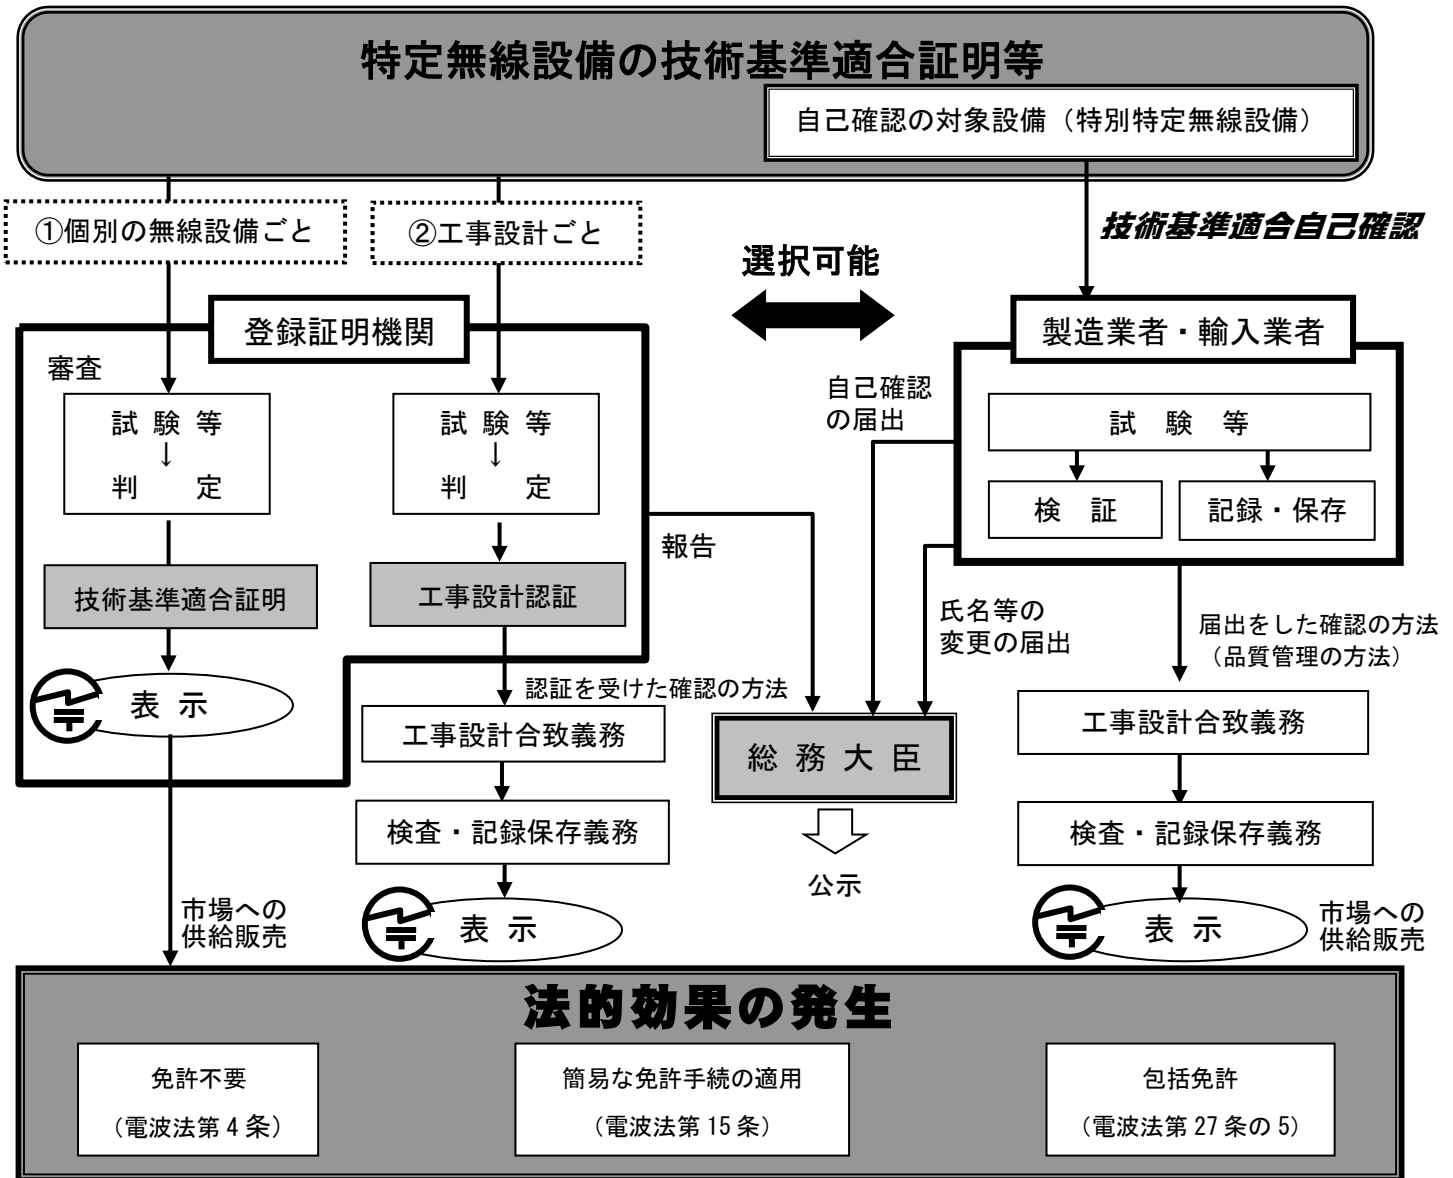 特定無線設備の技術基準適合証明等
自己確認の対象設備（特別特定無線設備）
①個別の無線設備ごと
②工事設計ごと
技術基準適合自己確認
選択可能
登録証明機関
製造業者・輸入業者
審査
試験等
↓
判定
試験等
↓
判定
自己確認
の届出
試験等
検証
記録・保存
報告
技術基準適合証明
工事設計認証
氏名等の
変更の届出
届出をした確認の方法
（品質管理の方法）
表示
認証を受けた確認の方法
工事設計合致義務
総務大臣
工事設計合致義務
検査・記録保存義務
検査・記録保存義務
公示
市場への
供給販売
表示
表示
市場への
供給販売
法的効果の発生
免許不要
（電波法第4条）
簡易な免許手続の適用
（電波法第15条）
包括免許
（電波法第27条の5）